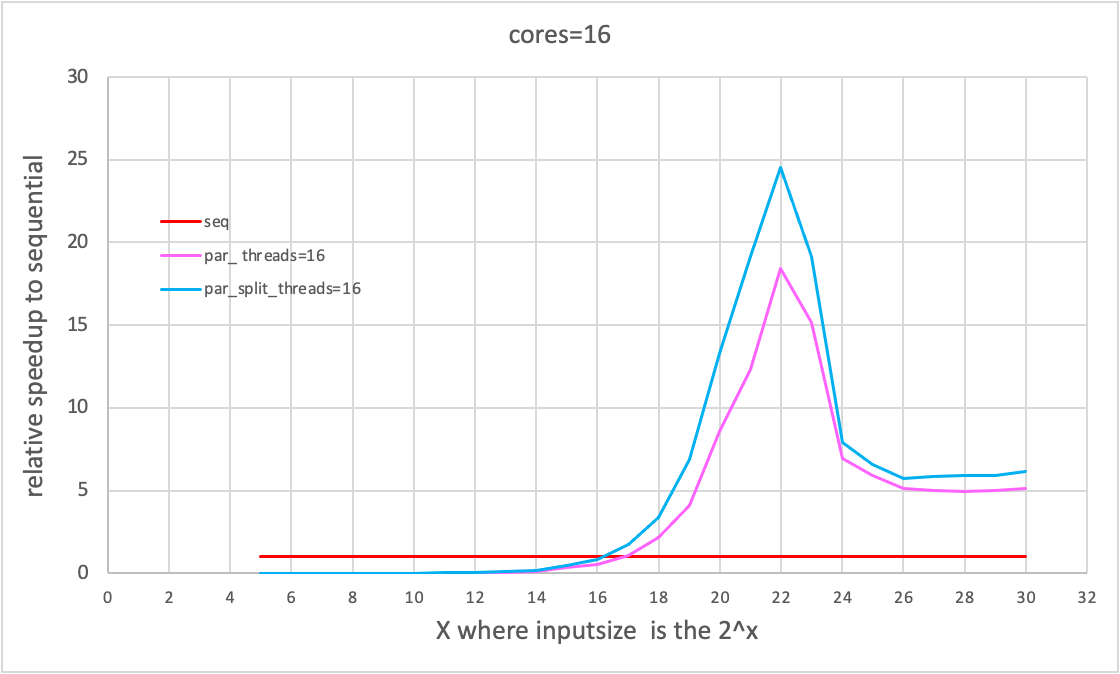 cores=16
30
25
20
15
10
5
0
relative speedup to sequential
seq
par_ threads=16
par_split_threads=16
0 2 4 6 8 10 12 14 16 18 20 22 24 26 28 30 32
X where inputsize  is the 2^x